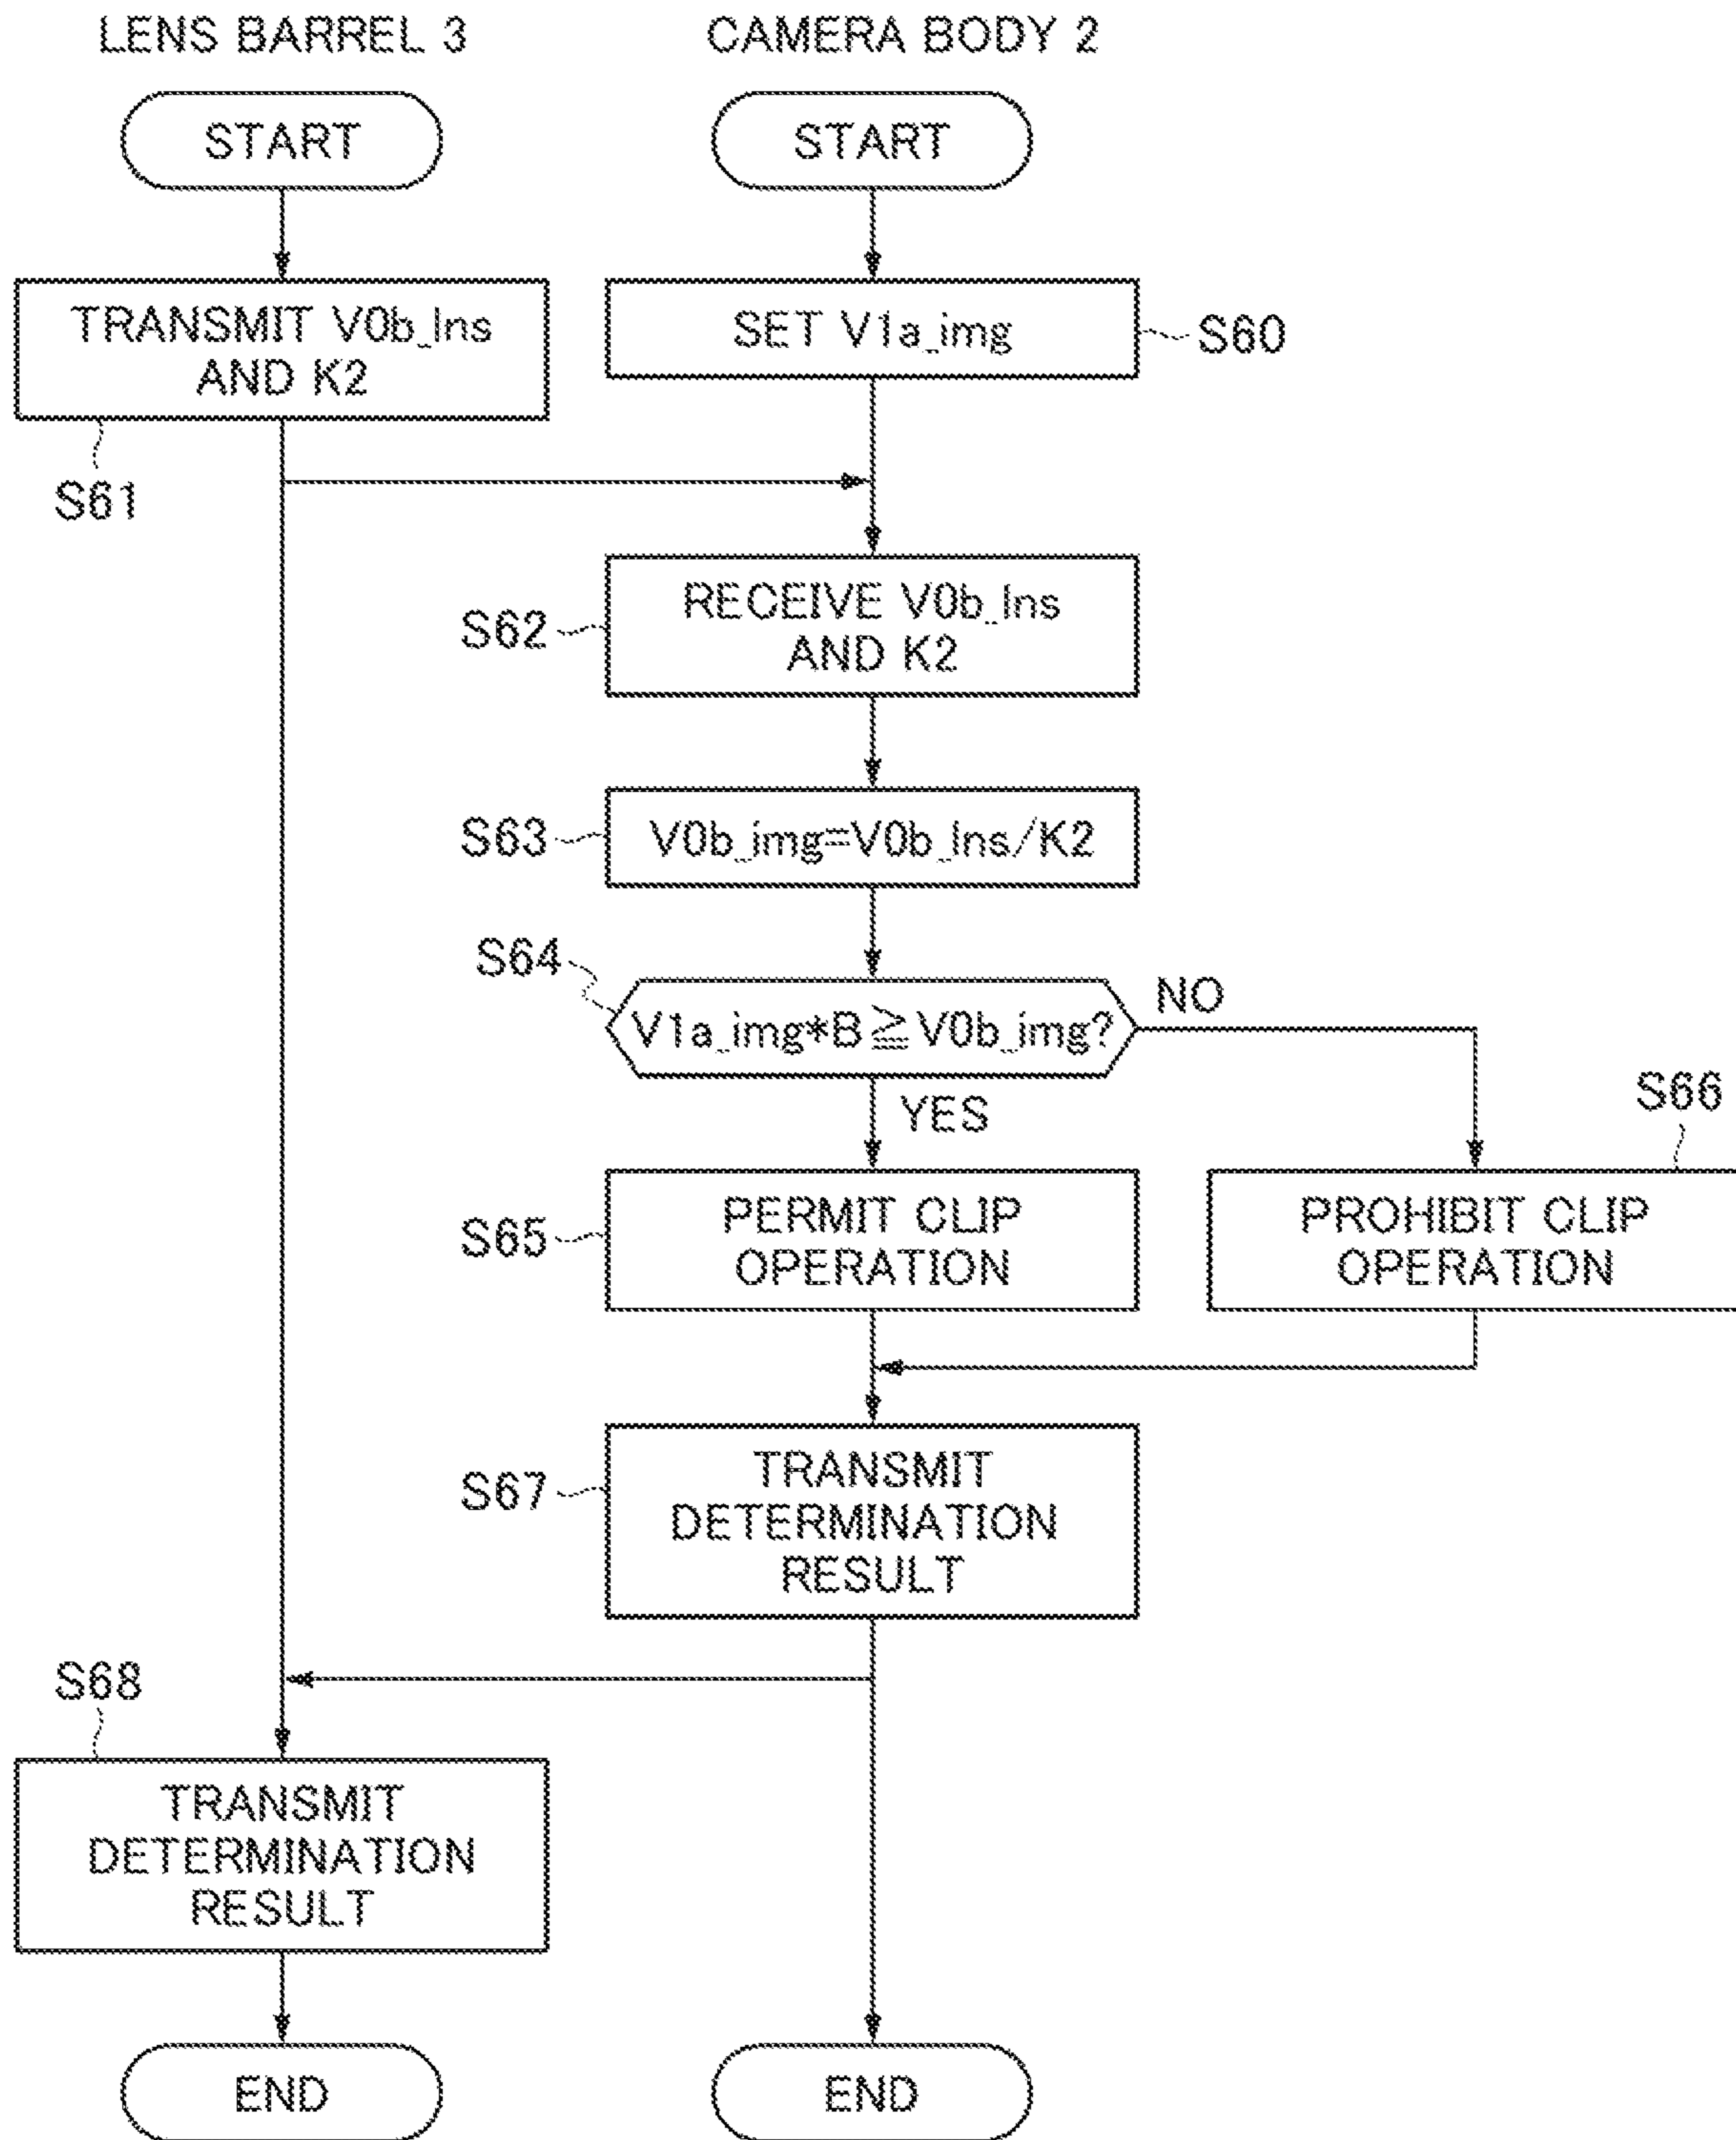 LENS BARREL 3
CAMERA BODY 2
START
START
TRANSMIT V0b_lns
AND K2
SET V1a_img
S60
S61
RECEIVE V0b_lns
AND K2
S62
V0b_img=V0b_lns/K2
S63
S64
V1a_img*B≧V0b_img?
NO
YES
S66
PERMIT CLIP
OPERATION
S65
PROHIBIT CLIP
OPERATION
TRANSMIT
DETERMINATION
RESULT
S67
S68
TRANSMIT
DETERMINATION
RESULT
END
END